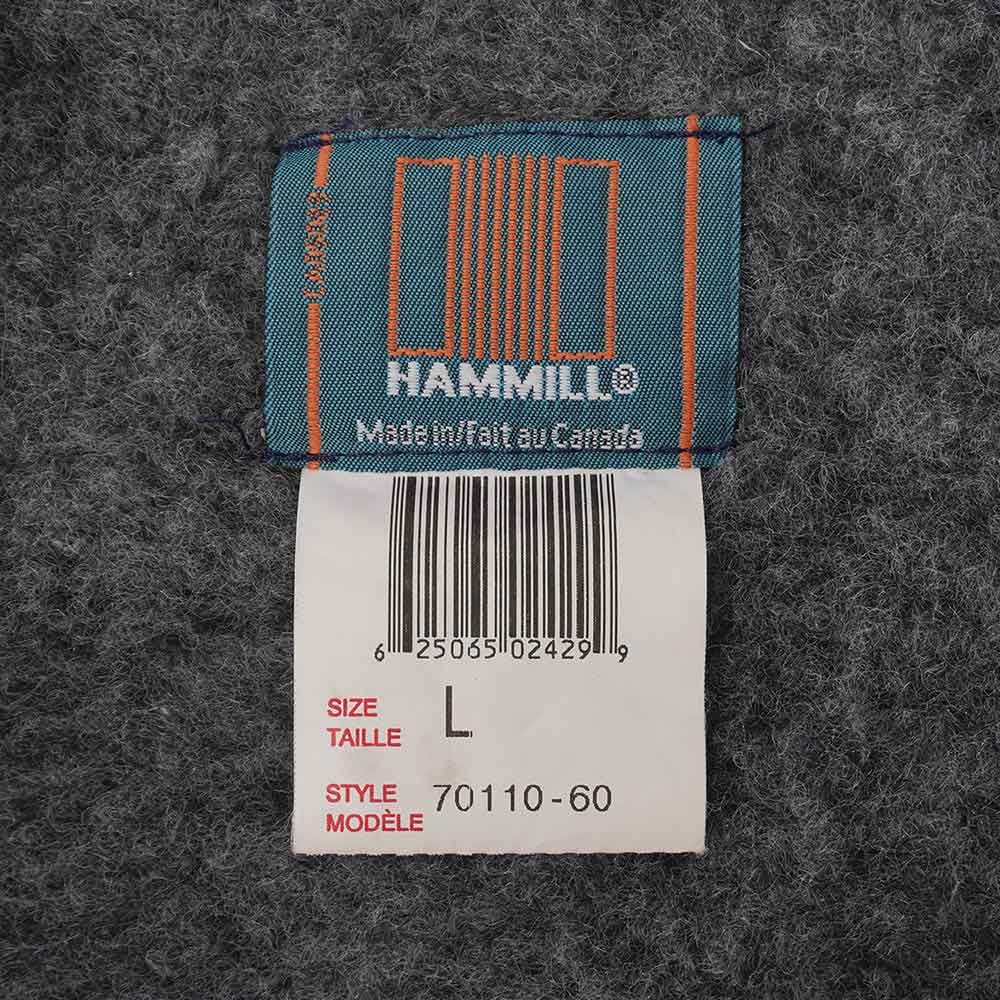 HAMMILL®
Made in/Fait au Canada
6 25065 02429 9
SIZE
TAILLE L
STYLE
MODÈLE 70110-60